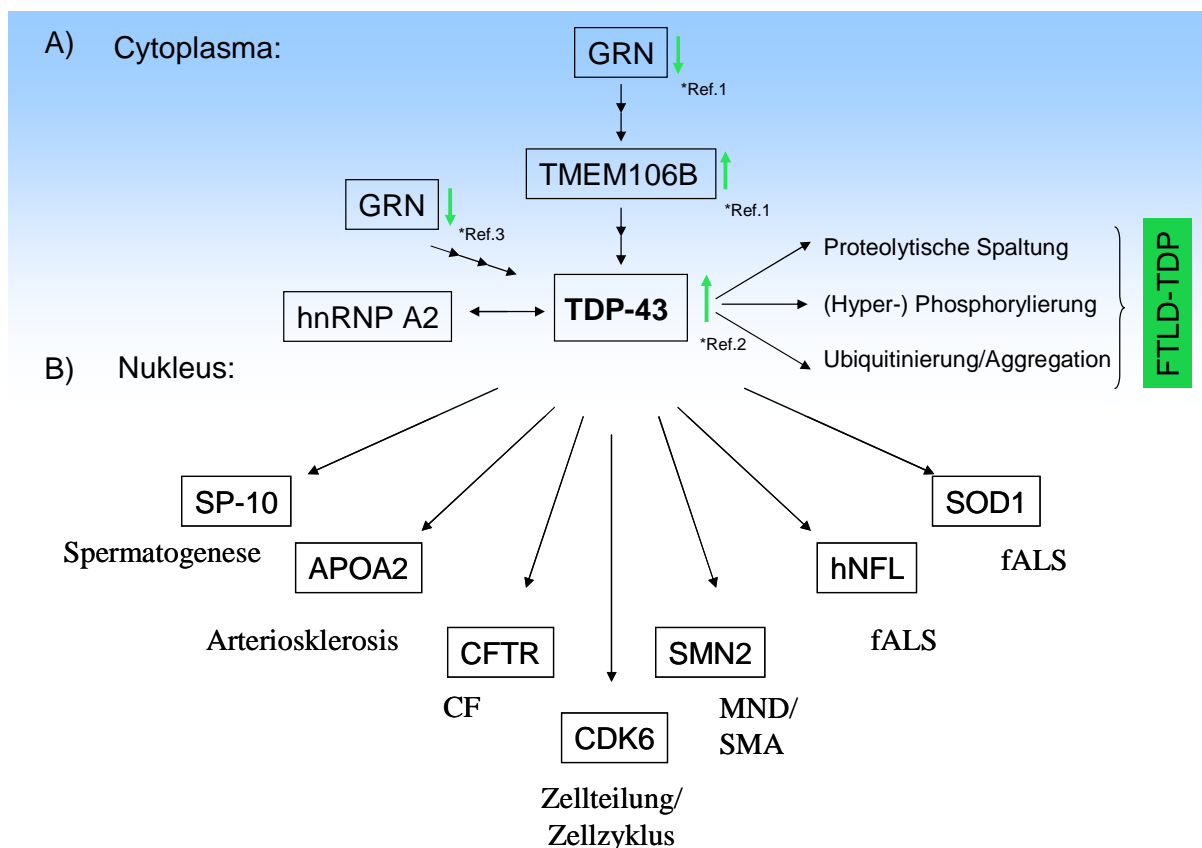 A) Cytoplasma:
GRN
*Ref.1
TMEM106B
*Ref.1
GRN
*Ref.3
hnRNP A2
TDP-43
*Ref.2
Proteolytische Spaltung
(Hyper-) Phosphorylierung
Ubiquitinierung/Aggregation
FTLD-TDP
B) Nukleus:
SP-10
Spermatogenese
APOA2
Arteriosklerosis
CFTR
CF
CDK6
Zellteilung/
Zellzyklus
SMN2
MND/
SMA
hNFL
fALS
SOD1
fALS